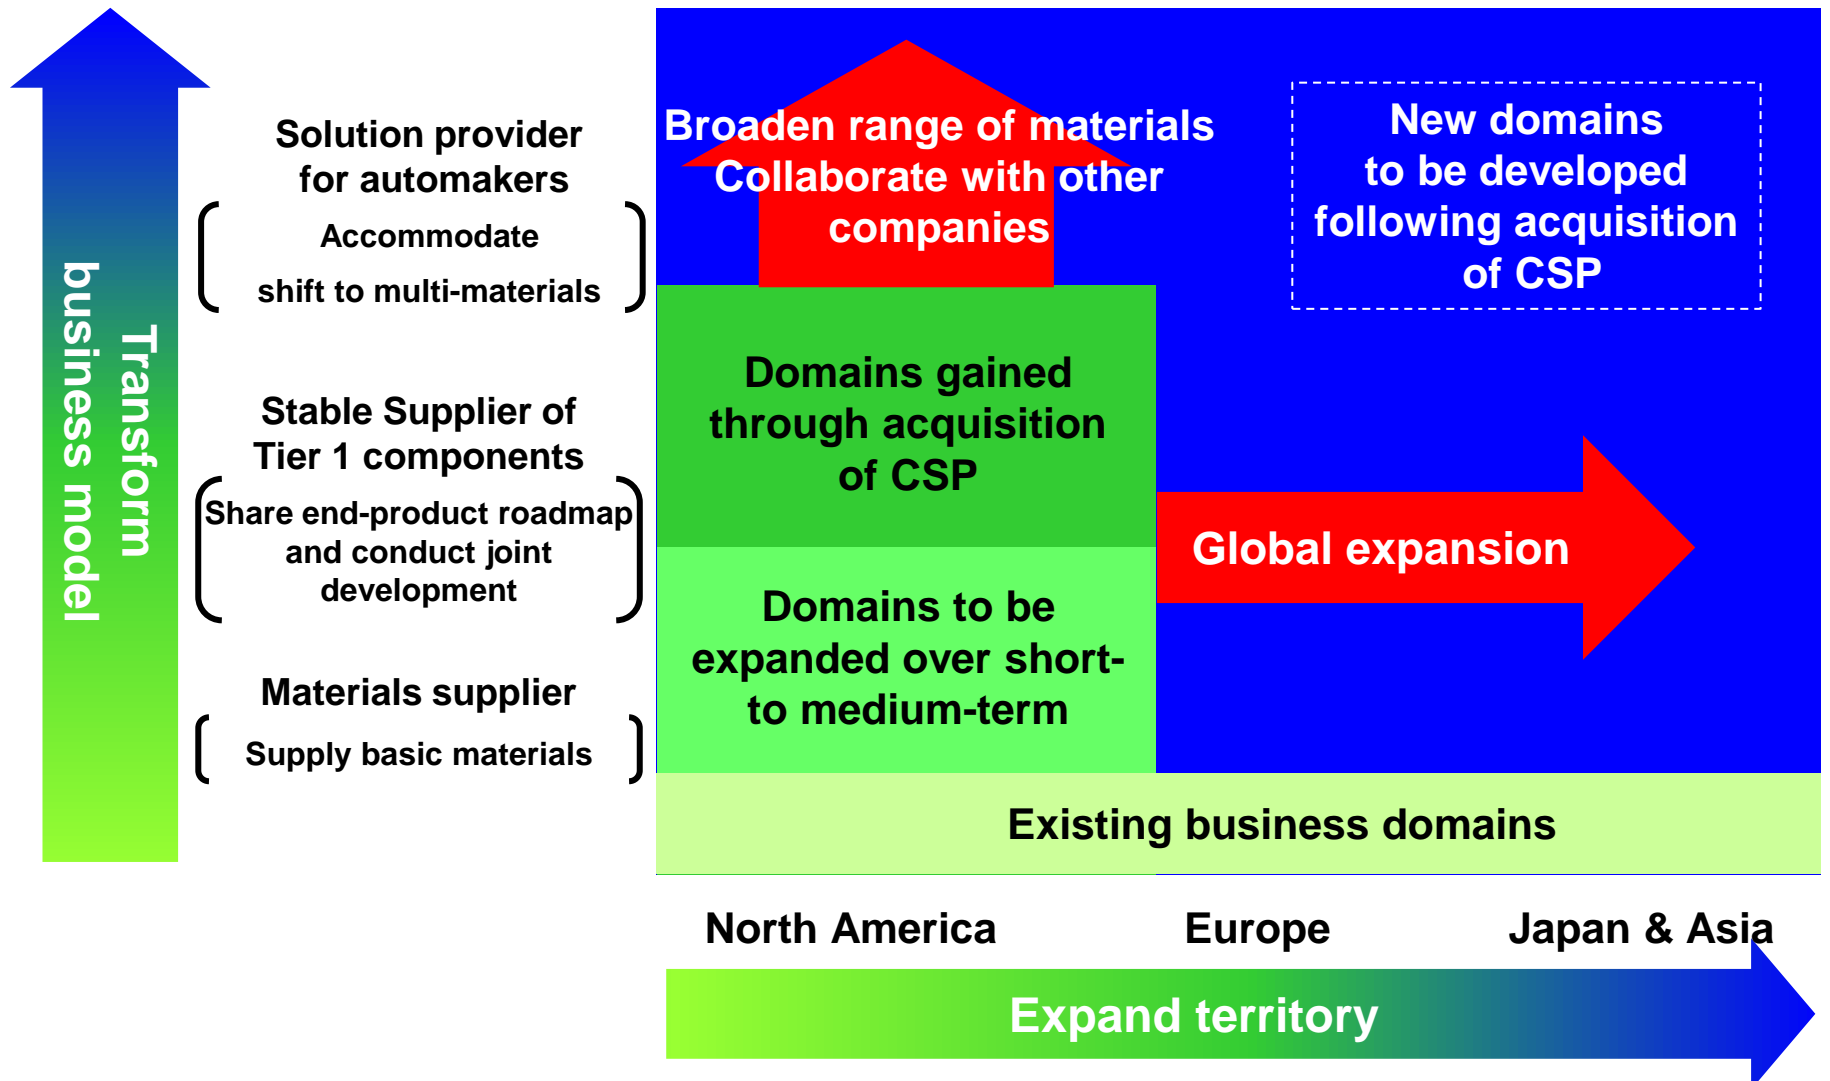 Transform
business model
Solution provider
for automakers
Accommodate
shift to multi-materials
Stable Supplier of
Tier 1 components
Share end-product roadmap
and conduct joint
development
Materials supplier
Supply basic materials
Broaden range of materials
Collaborate with other
companies
New domains
to be developed
following acquisition
of CSP
Domains gained
through acquisition
of CSP
Global expansion
Domains to be
expanded over short-
to medium-term
Existing business domains
North America
Europe
Japan & Asia
Expand territory